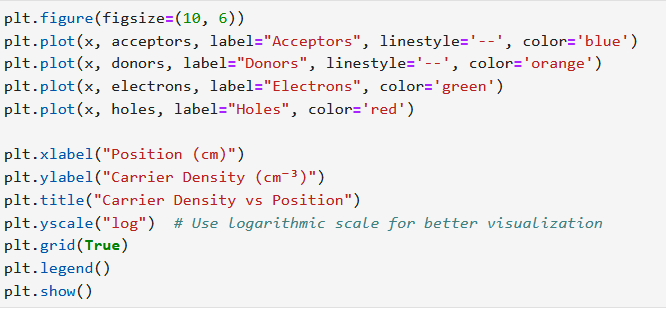 plt.figure(figsize=(10, 6))
plt.plot(x, acceptors, label="Acceptors", linestyle='--', color='blue')
plt.plot(x, donors, label="Donors", linestyle='--', color='orange')
plt.plot(x, electrons, label="Electrons", color='green')
plt.plot(x, holes, label="Holes", color='red')
plt.xlabel("Position (cm)")
plt.ylabel("Carrier Density (cm⁻³)")
plt.title("Carrier Density vs Position")
plt.yscale("log")  # Use logarithmic scale for better visualization
plt.grid(True)
plt.legend()
plt.show()